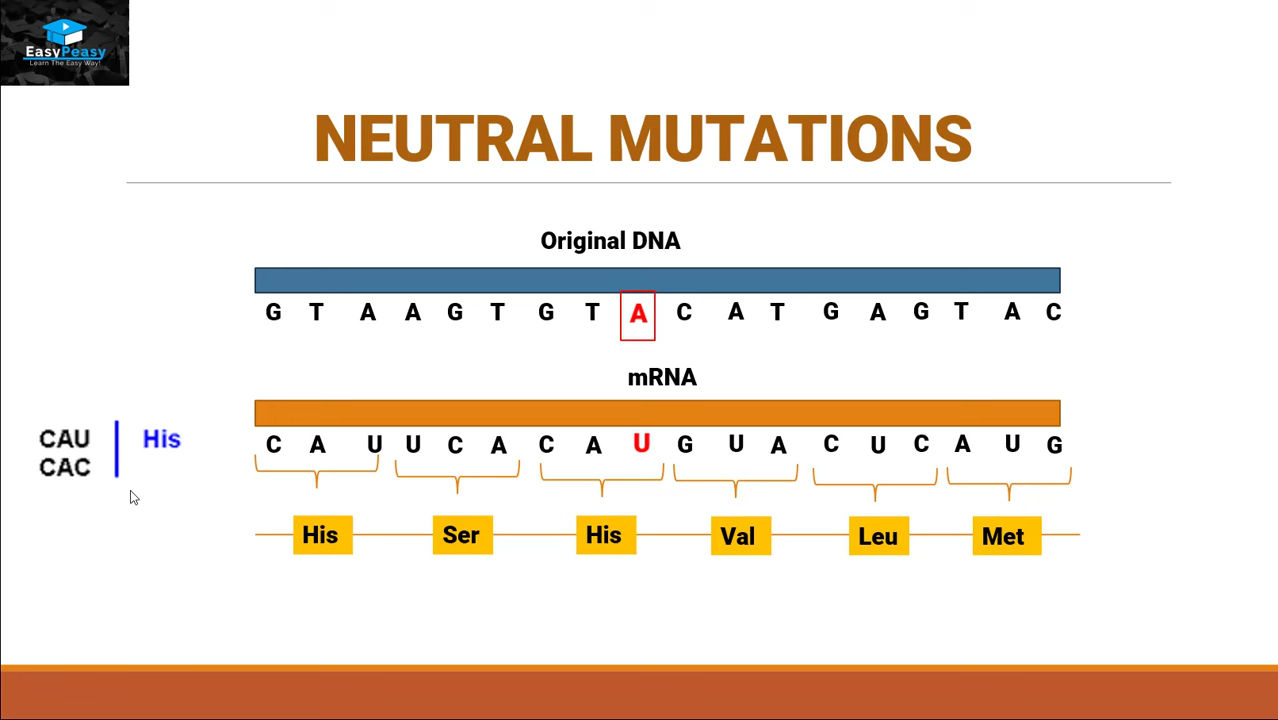 EasyPeasy
Learn The Easy Way!
NEUTRAL MUTATIONS
Original DNA
G T A A G T G T A C A T G A G T A C
mRNA
CAU His
CAC
C A U U C A C A U G U A C U C A U G
His Ser His Val Leu Met